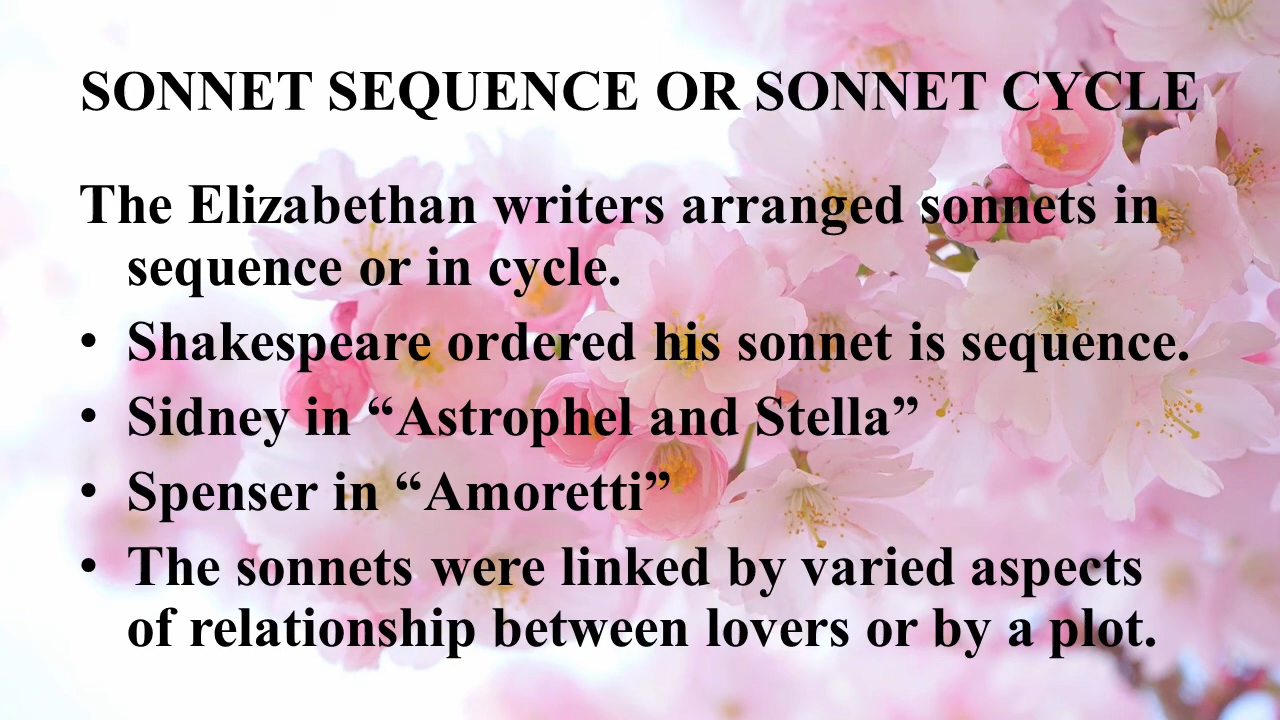 SONNET SEQUENCE OR SONNET CYCLE
The Elizabethan writers arranged sonnets in
sequence or in cycle.
• Shakespeare ordered his sonnet is sequence.
• Sidney in “Astrophel and Stella”
• Spenser in “Amoretti”
• The sonnets were linked by varied aspects
of relationship between lovers or by a plot.